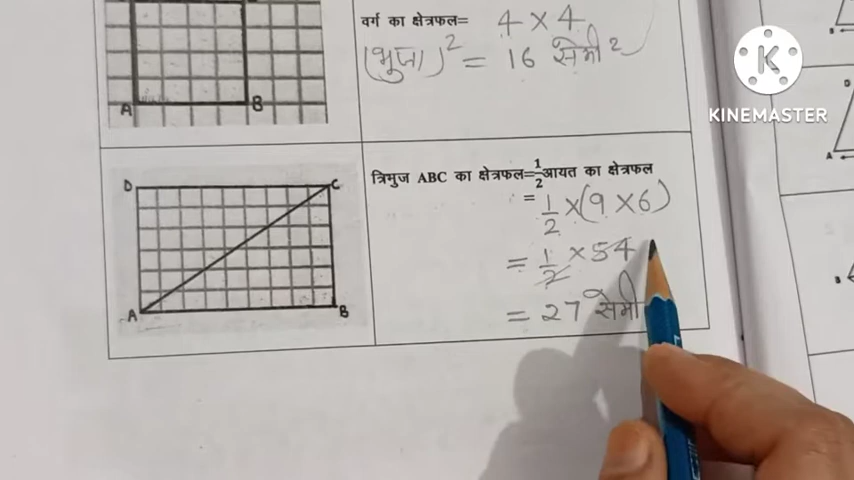 वर्ग का क्षेत्रफल= 4 × 4
(भुजा)² = 16 सेमी²
A B
KINEMASTER
D C
A B
त्रिभुज ABC का क्षेत्रफल=1/2आयत का क्षेत्रफल
= 1/2 ×(9 × 6)
= 1/2 × 54
= 27 सेमी
D
A
B